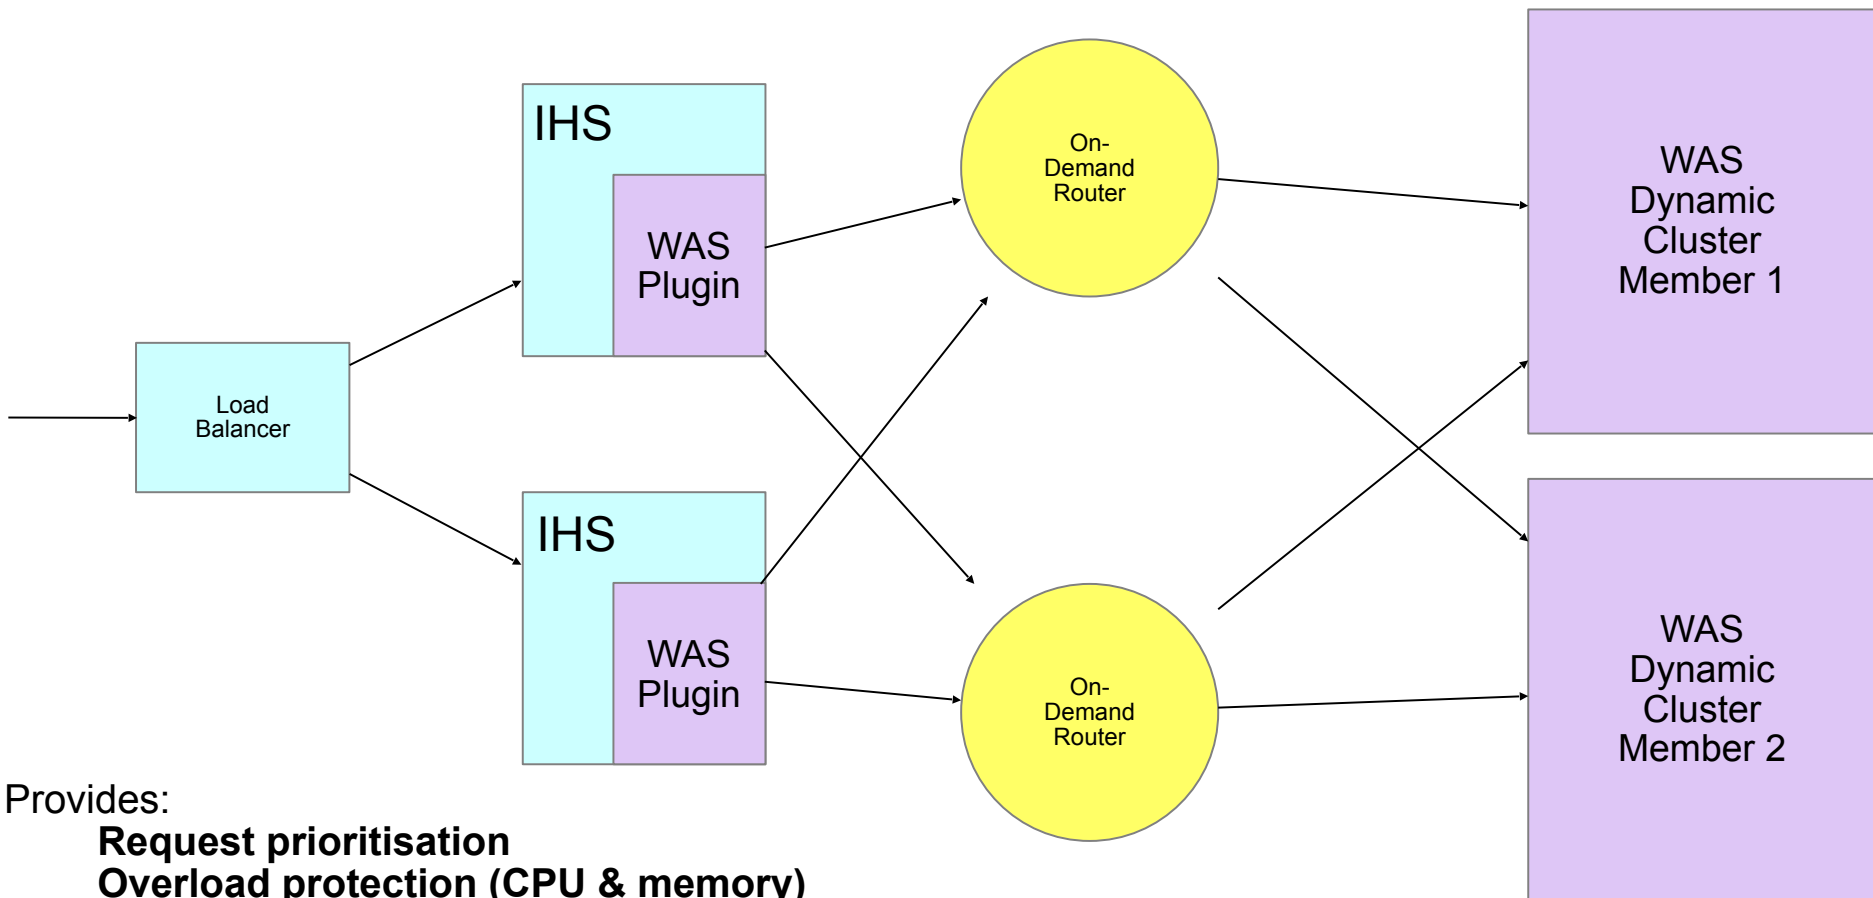 IHS
WAS
Plugin
On-
Demand
Router
WAS
Dynamic
Cluster
Member 1
Load
Balancer
IHS
WAS
Plugin
On-
Demand
Router
WAS
Dynamic
Cluster
Member 2
Provides:
Request prioritisation
Overload protection (CPU & memory)